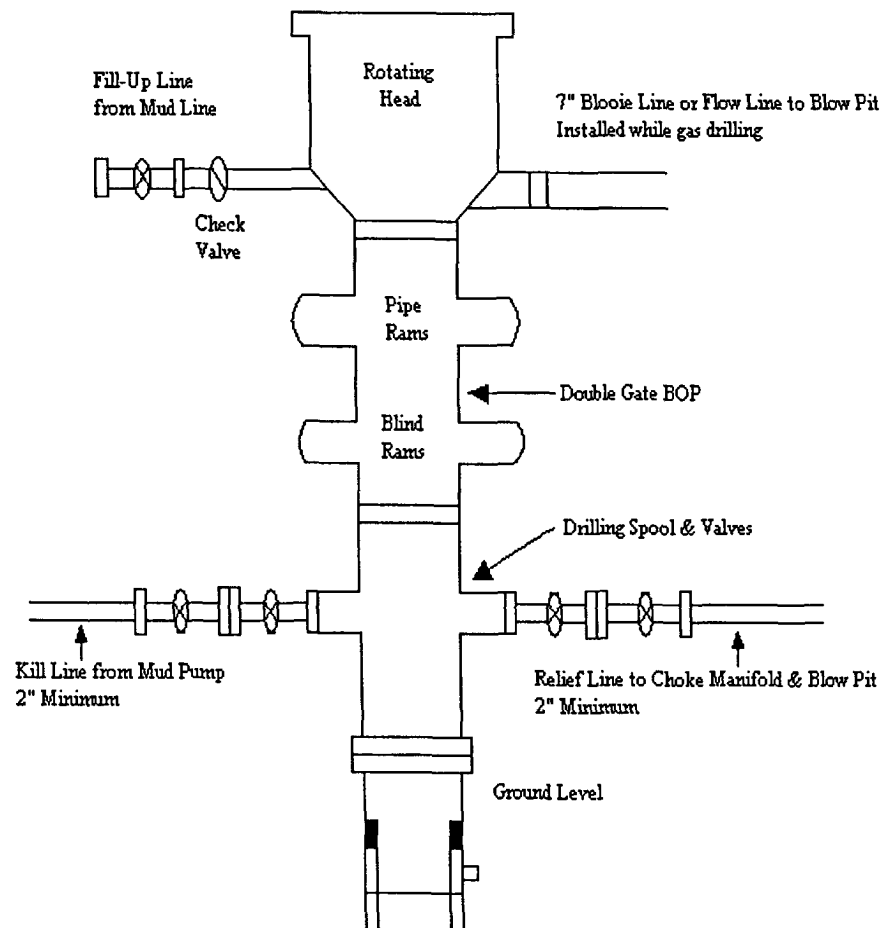 Rotating
Head
Fill-Up Line
from Mud Line
7" Blooie Line or Flow Line to Blow Pit
Installed while gas drilling
Check
Valve
Pipe
Rams
Double Gate BOP
Blind
Rams
Drilling Spool & Valves
Kill Line from Mud Pump
2" Minimum
Relief Line to Choke Manifold & Blow Pit
2" Minimum
Ground Level